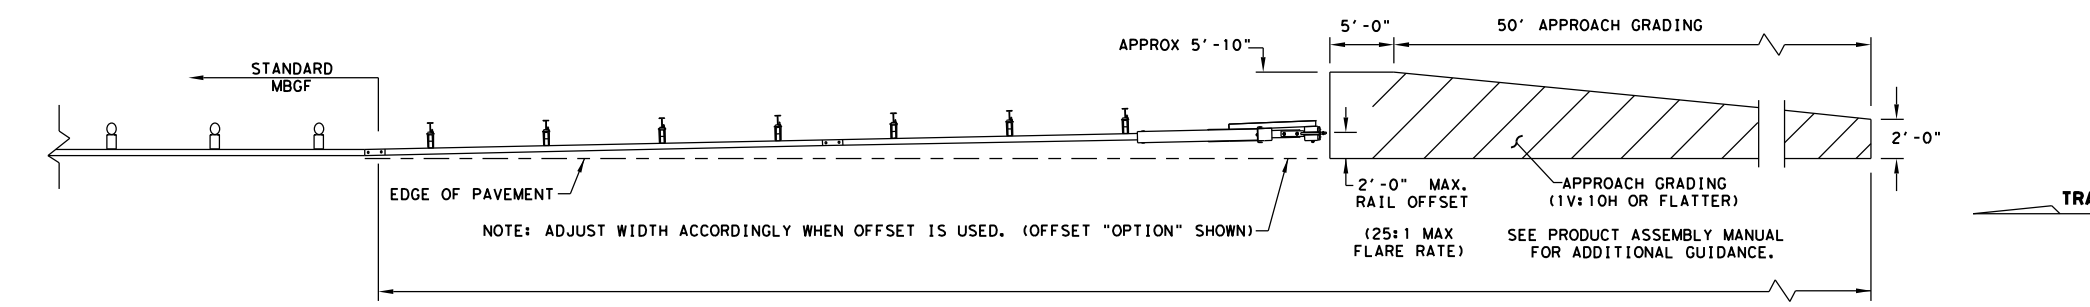 5'-0"
50' APPROACH GRADING
APPROX 5'-10"
STANDARD
MBGF
2'-0"
EDGE OF PAVEMENT
2'-0" MAX.
RAIL OFFSET
APPROACH GRADING
(1V:10H OR FLATTER)
NOTE: ADJUST WIDTH ACCORDINGLY WHEN OFFSET IS USED. (OFFSET "OPTION" SHOWN)
(25:1 MAX
FLARE RATE)
SEE PRODUCT ASSEMBLY MANUAL
FOR ADDITIONAL GUIDANCE.